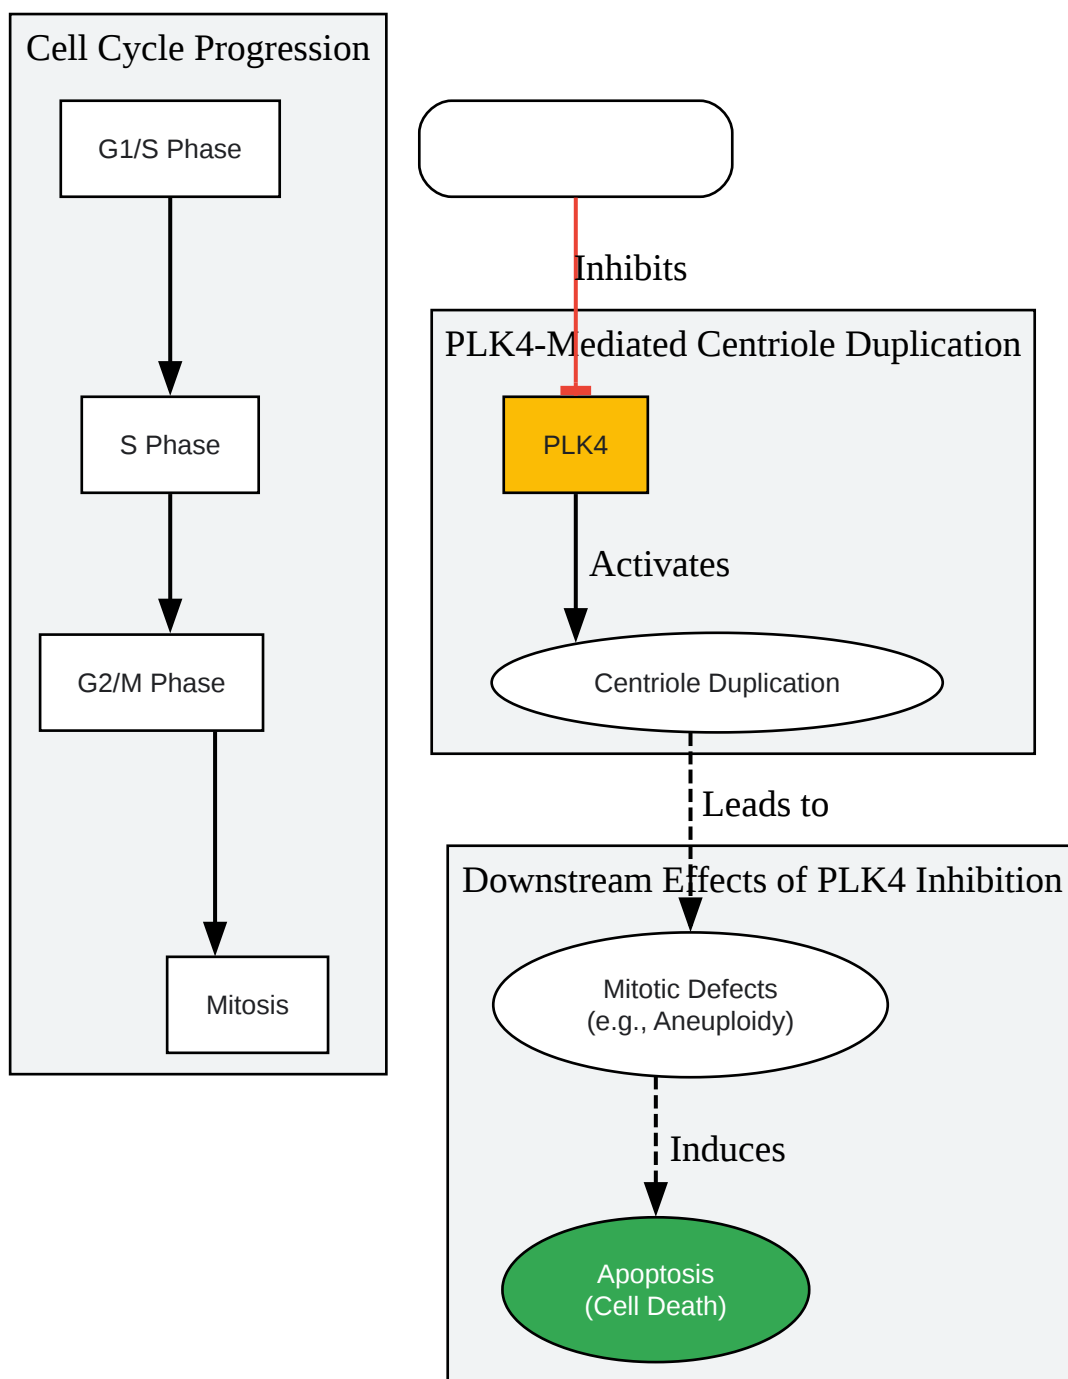 Cell Cycle Progression
G1/S Phase
S Phase
G2/M Phase
Mitosis
Inhibits
PLK4-Mediated Centriole Duplication
PLK4
Activates
Centriole Duplication
Leads to
Downstream Effects of PLK4 Inhibition
Mitotic Defects
(e.g., Aneuploidy)
Induces
Apoptosis
(Cell Death)